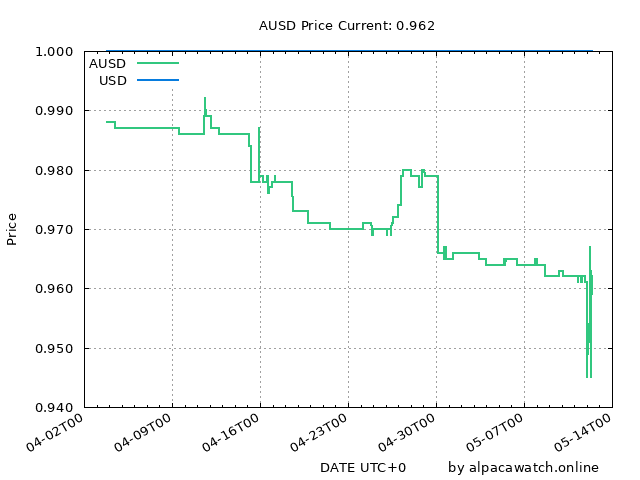 AUSD Price Current: 0.962
1.000
AUSD
USD
0.990
0.980
0.970
Price
0.960
0.950
0.940
04-02T00 04-09T00 04-16T00 04-23T00 04-30T00 05-07T00 05-14T00
DATE UTC+0 by alpacawatch.online